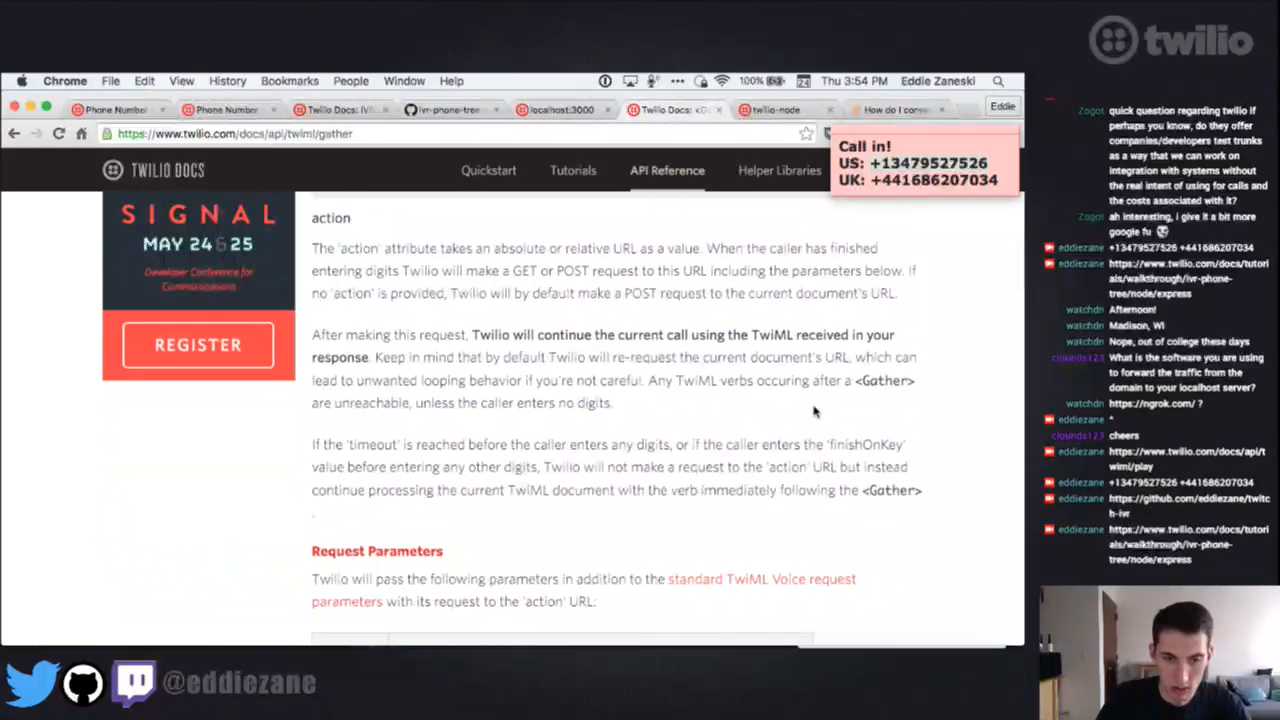 twilio
Chrome File Edit View History Bookmarks People Window Help
100% Thu 3:54 PM Eddie Zaneski
Phone Number
Phone Number
Twilio Docs: IV
ivr-phone-tree
localhost:3000
Twilio Docs: <G
twilio-node
How do I conv
Eddie
https://www.twilio.com/docs/api/twiml/gather
Call in!
US: +13479527526
UK: +441686207034
TWILIO DOCS
Quickstart Tutorials API Reference Helper Libraries
SIGNAL
MAY 24&25
Developer Conference for
Communications
REGISTER
action
The 'action' attribute takes an absolute or relative URL as a value. When the caller has finished
entering digits Twilio will make a GET or POST request to this URL including the parameters below. If
no 'action' is provided, Twilio will by default make a POST request to the current document's URL.
After making this request, Twilio will continue the current call using the TwiML received in your
response. Keep in mind that by default Twilio will re-request the current document's URL, which can
lead to unwanted looping behavior if you're not careful. Any TwiML verbs occuring after a <Gather>
are unreachable, unless the caller enters no digits.
If the 'timeout' is reached before the caller enters any digits, or if the caller enters the 'finishOnKey'
value before entering any other digits, Twilio will not make a request to the 'action' URL but instead
continue processing the current TwiML document with the verb immediately following the <Gather>
.
Request Parameters
Twilio will pass the following parameters in addition to the standard TwiML Voice request
parameters with its request to the 'action' URL:
Zogot quick question regarding twilio if
perhaps you know, do they offer
companies/developers test trunks
as a way that we can work on
integration with systems without
the real intent of using for calls and
the costs associated with it?
Zogot ah interesting, i give it a bit more
google fu
eddiezane +13479527526 +441686207034
eddiezane https://www.twilio.com/docs/tutori
als/walkthrough/ivr-phone-
tree/node/express
watchdn Afternoon!
watchdn Madison, WI
watchdn Nope, out of college these days
clounds123 What is the software you are using
to forward the traffic from the
domain to your localhost server?
watchdn https://ngrok.com/ ?
eddiezane ^
clounds123 cheers
eddiezane https://www.twilio.com/docs/api/t
wiml/play
eddiezane +13479527526 +441686207034
eddiezane https://github.com/eddiezane/twitc
h-ivr
eddiezane https://www.twilio.com/docs/tutori
als/walkthrough/ivr-phone-
tree/node/express
@eddiezane